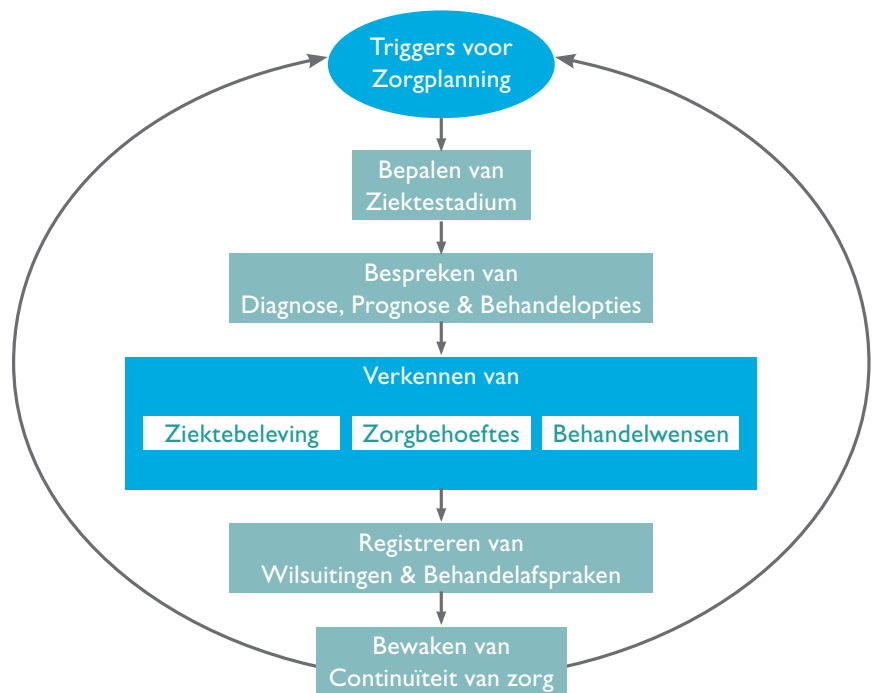 Triggers voor
Zorgplanning
Bepalen van
Ziektestadium
Bespreken van
Diagnose, Prognose & Behandelopties
Verkennen van
Ziektebeleving
Zorgbehoeftes
Behandelwensen
Registreren van
Wilsuitingen & Behandelafspraken
Bewaken van
Continuïteit van zorg